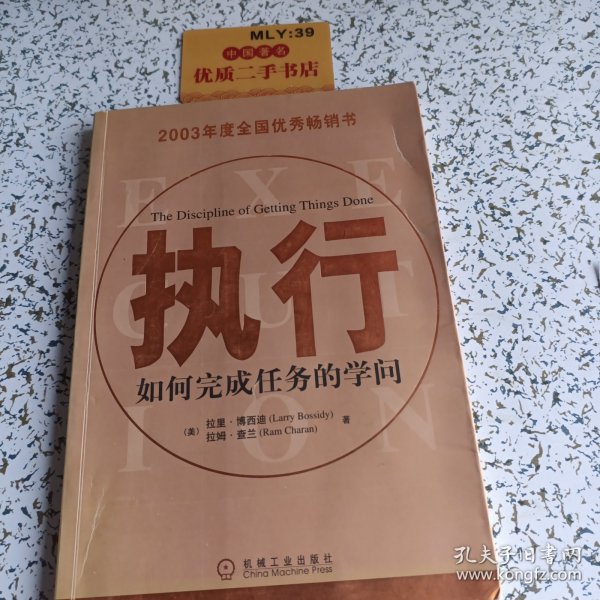 MLY:39
中国著名
优质二手书店
2003年度全国优秀畅销书
E X E
The Discipline of Getting Things Done
执行
C U T
如何完成任务的学问
I O N
(美) 拉里·博西迪 (Larry Bossidy)
拉姆·查兰 (Ram Charan) 著
机械工业出版社
China Machine Press
孔夫子旧书网
www.kongfz.com